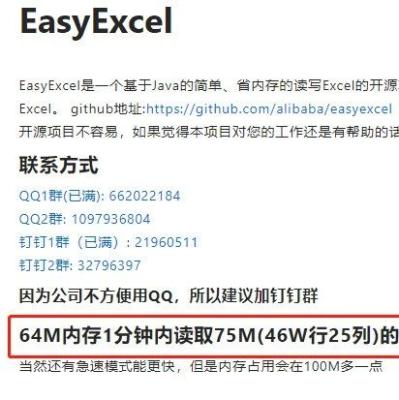 EasyExcel
EasyExcel是一个基于Java的简单、省内存的读写Excel的开源
Excel。 github地址:https://github.com/alibaba/easyexcel
开源项目不容易，如果觉得本项目对您的工作还是有帮助的话
联系方式
QQ1群(已满): 662022184
QQ2群: 1097936804
钉钉1群（已满）: 21960511
钉钉2群: 32796397
因为公司不方便用QQ，所以建议加钉钉群
64M内存1分钟内读取75M(46W行25列)的
当然还有急速模式能更快，但是内存占用会在100M多一点